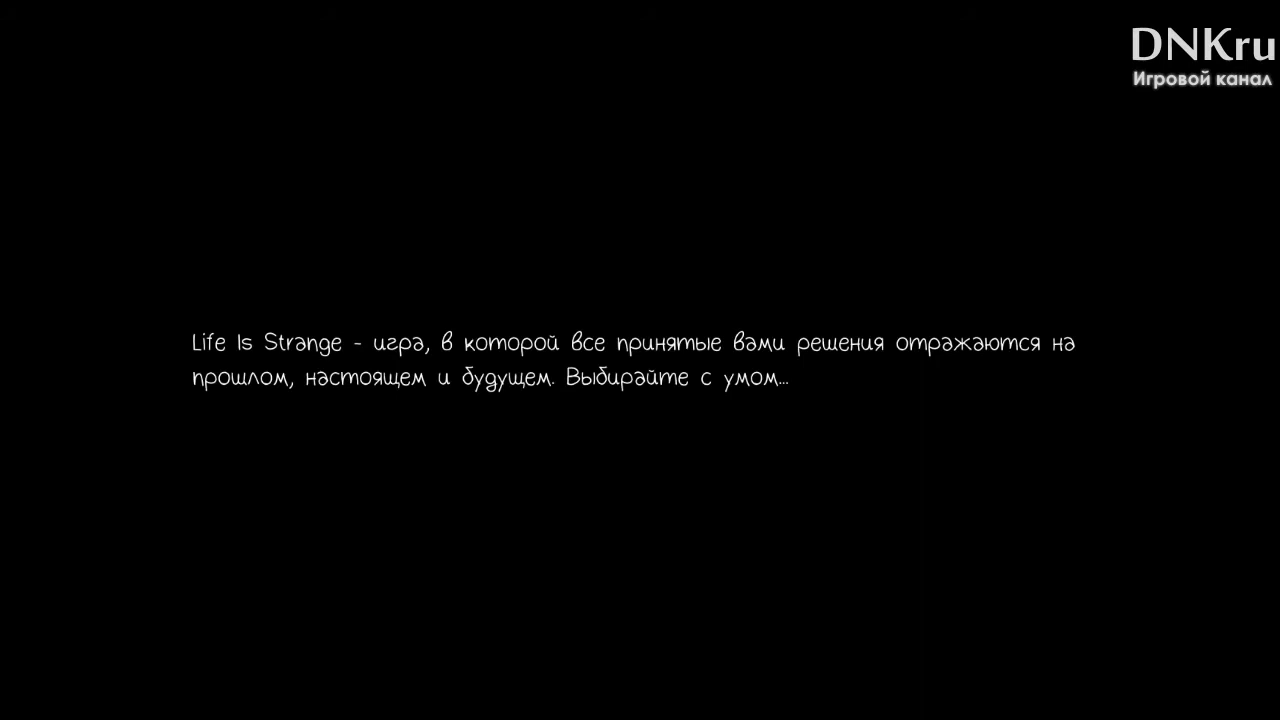 DNKru
Игровой канал
Life Is Strange - игра, в которой все принятые вами решения отражаются на
прошлом, настоящем и будущем. Выбирайте с умом...